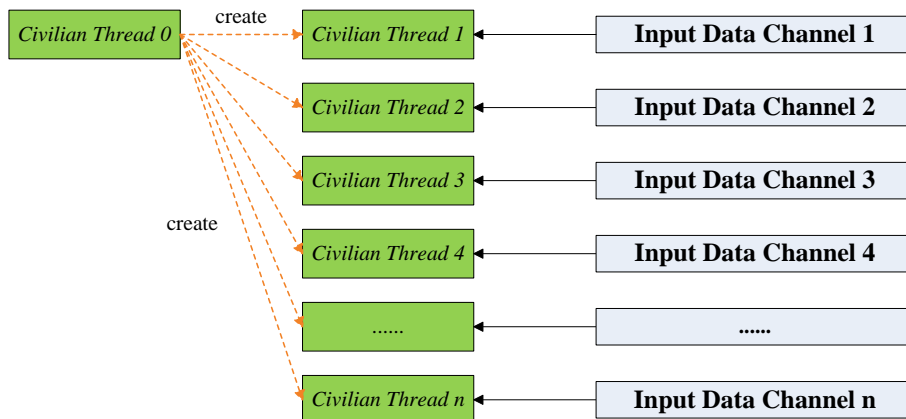 create
Civilian Thread 0
Civilian Thread 1
Input Data Channel 1
Civilian Thread 2
Input Data Channel 2
Civilian Thread 3
Input Data Channel 3
create
Civilian Thread 4
Input Data Channel 4
......
......
Civilian Thread n
Input Data Channel n